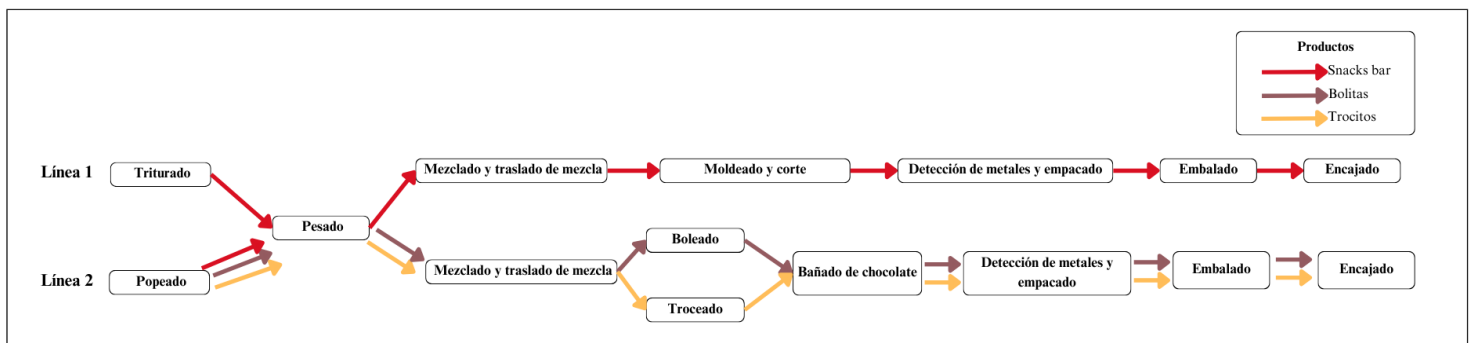 Productos
Snacks bar
Bolitas
Trocitos
Línea 1
Triturado
Mezclado y traslado de mezcla
Moldeado y corte
Detección de metales y empacado
Embalado
Encajado
Pesado
Línea 2
Popeado
Mezclado y traslado de mezcla
Boleado
Troceado
Bañado de chocolate
Detección de metales y
empacado
Embalado
Encajado